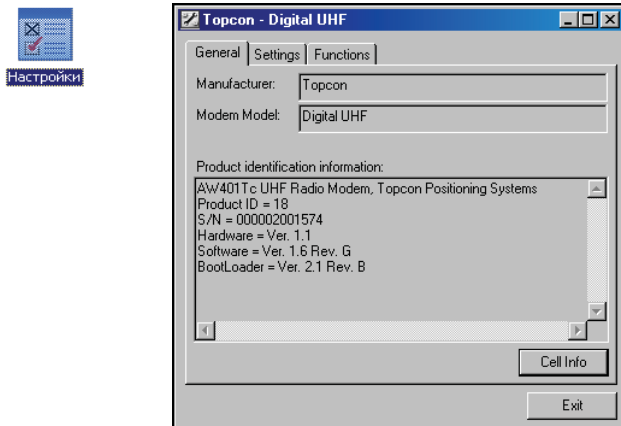 Настройки
Topcon - Digital UHF
General Settings Functions
Manufacturer: Topcon
Modem Model: Digital UHF
Product identification information:
AW401Tc UHF Radio Modem, Topcon Positioning Systems
Product ID = 18
S/N = 000002001574
Hardware = Ver. 1.1
Software = Ver. 1.6 Rev. G
BootLoader = Ver. 2.1 Rev. B
Cell Info
Exit